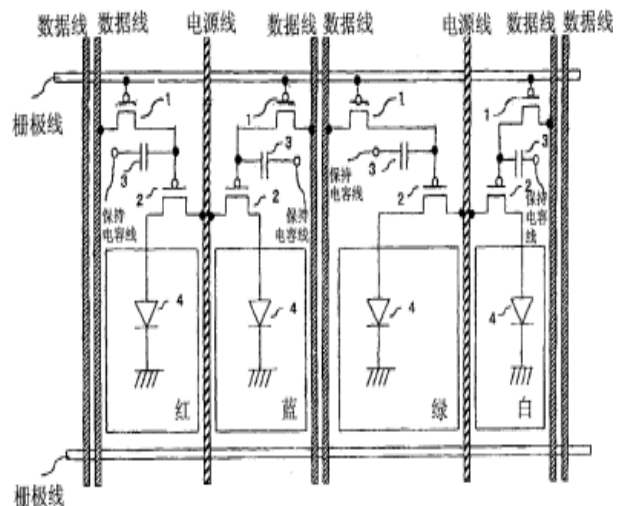 数据线 数据线 电源线 数据线 数据线 电源线 数据线 数据线
栅极线
1 1 1 1
3 3 3 3
2 2 2 2
保持
电容线
保持
电容线
保持
电容线
保持
电容
线
4 4 4 4
红 蓝 绿 白
栅极线